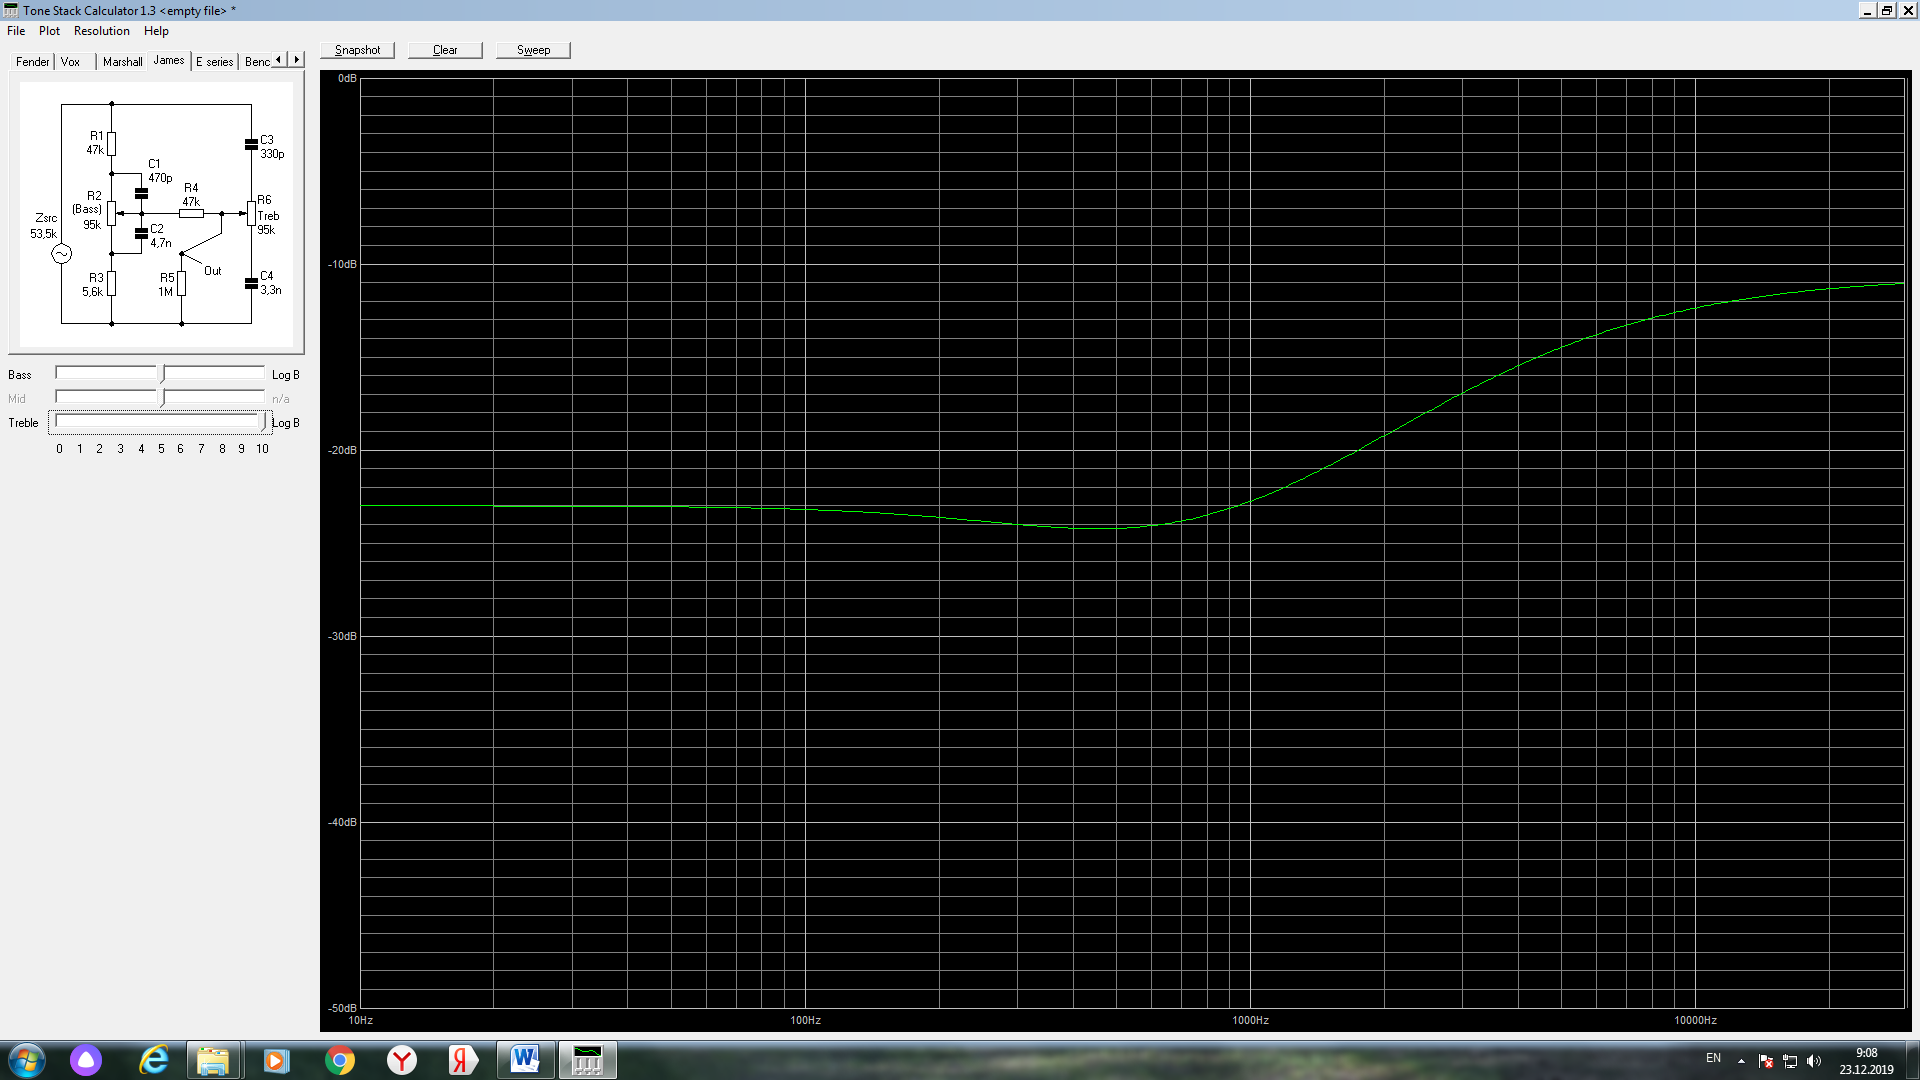 Tone Stack Calculator 1.3 <empty file> *
File Plot Resolution Help
Snapshot Clear Sweep
Fender Vox Marshall James E series Benc
R1
47k
C1
470p
C3
330p
R2
(Bass)
95k
R4
47k
R6
Treb
95k
Zsrc
53,5k
C2
4,7n
Out
R3
5,6k
R5
1M
C4
3,3n
Bass Log B
Mid n/a
Treble Log B
0 1 2 3 4 5 6 7 8 9 10
0dB
-10dB
-20dB
-30dB
-40dB
-50dB
10Hz 100Hz 1000Hz 10000Hz
EN
9:08
23.12.2019